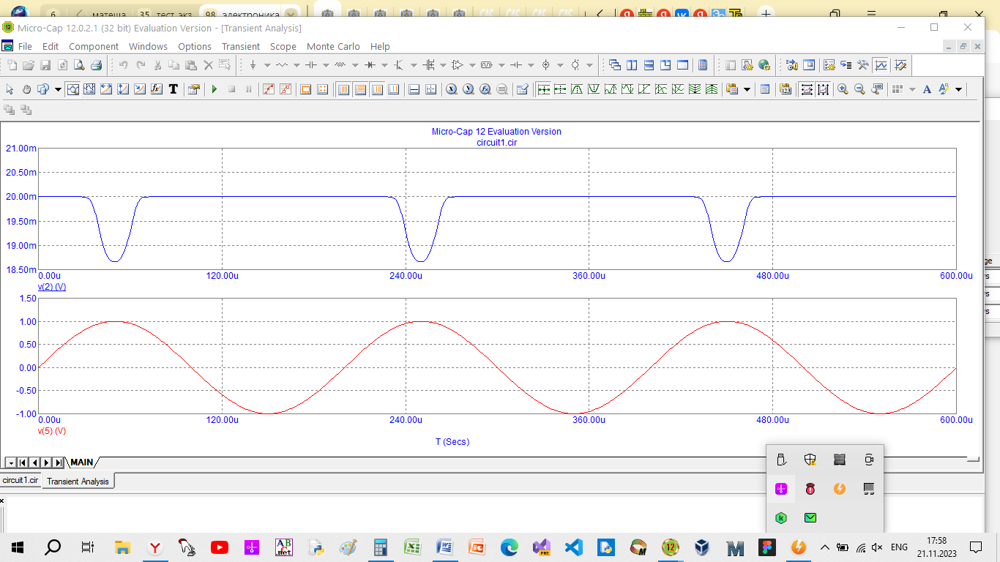 6 матеша 35 тест экз 98 электроника
Micro-Cap 12.0.2.1 (32 bit) Evaluation Version - [Transient Analysis]
File Edit Component Windows Options Transient Scope Monte Carlo Help
Micro-Cap 12 Evaluation Version
circuit1.cir
21.00m
20.50m
20.00m
19.50m
19.00m
18.50m
0.00u 120.00u 240.00u 360.00u 480.00u 600.00u
v(2) (V)
1.50
1.00
0.50
0.00
-0.50
-1.00
0.00u 120.00u 240.00u 360.00u 480.00u 600.00u
v(5) (V)
T (Secs)
MAIN
circuit1.cir Transient Analysis
ENG
17:58
21.11.2023